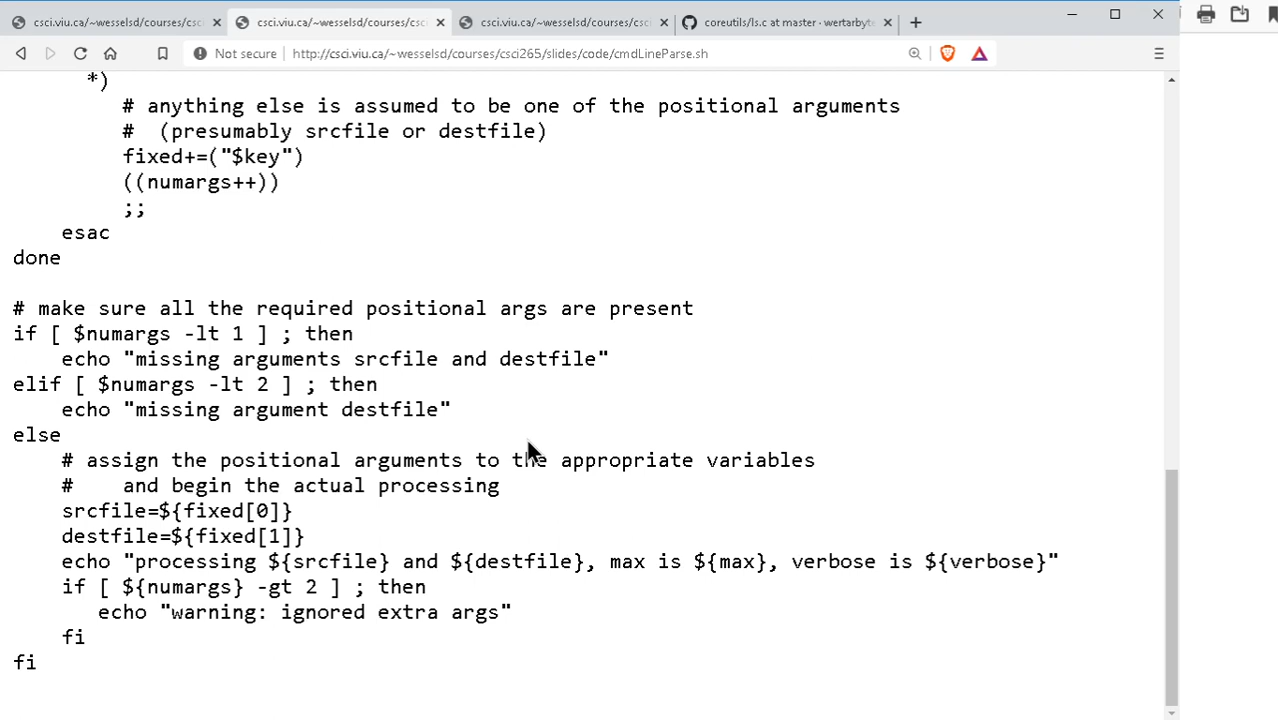 csci.viu.ca/~wesselsd/courses/csci
csci.viu.ca/~wesselsd/courses/csc
csci.viu.ca/~wesselsd/courses/csci
coreutils/ls.c at master · wertarbyte
Not secure
http://csci.viu.ca/~wesselsd/courses/csci265/slides/code/cmdLineParse.sh
*)
# anything else is assumed to be one of the positional arguments
#  (presumably srcfile or destfile)
fixed+=("$key")
((numargs++))
;;
esac
done
# make sure all the required positional args are present
if [ $numargs -lt 1 ] ; then
echo "missing arguments srcfile and destfile"
elif [ $numargs -lt 2 ] ; then
echo "missing argument destfile"
else
# assign the positional arguments to the appropriate variables
#    and begin the actual processing
srcfile=${fixed[0]}
destfile=${fixed[1]}
echo "processing ${srcfile} and ${destfile}, max is ${max}, verbose is ${verbose}"
if [ ${numargs} -gt 2 ] ; then
echo "warning: ignored extra args"
fi
fi